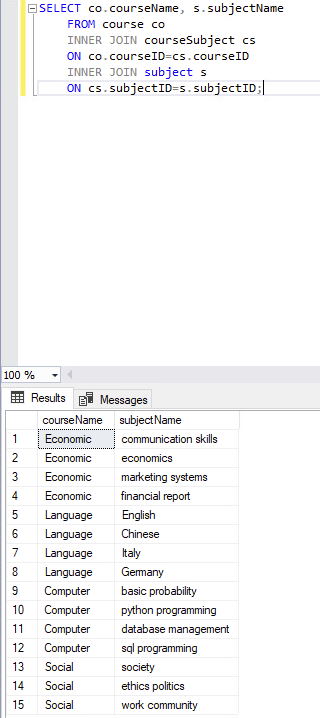 SELECT co.courseName, s.subjectName
FROM course co
INNER JOIN courseSubject cs
ON co.courseID=cs.courseID
INNER JOIN subject s
ON cs.subjectID=s.subjectID;
100 %
Results Messages
courseName subjectName
1 Economic communication skills
2 Economic economics
3 Economic marketing systems
4 Economic financial report
5 Language English
6 Language Chinese
7 Language Italy
8 Language Germany
9 Computer basic probability
10 Computer python programming
11 Computer database management
12 Computer sql programming
13 Social society
14 Social ethics politics
15 Social work community